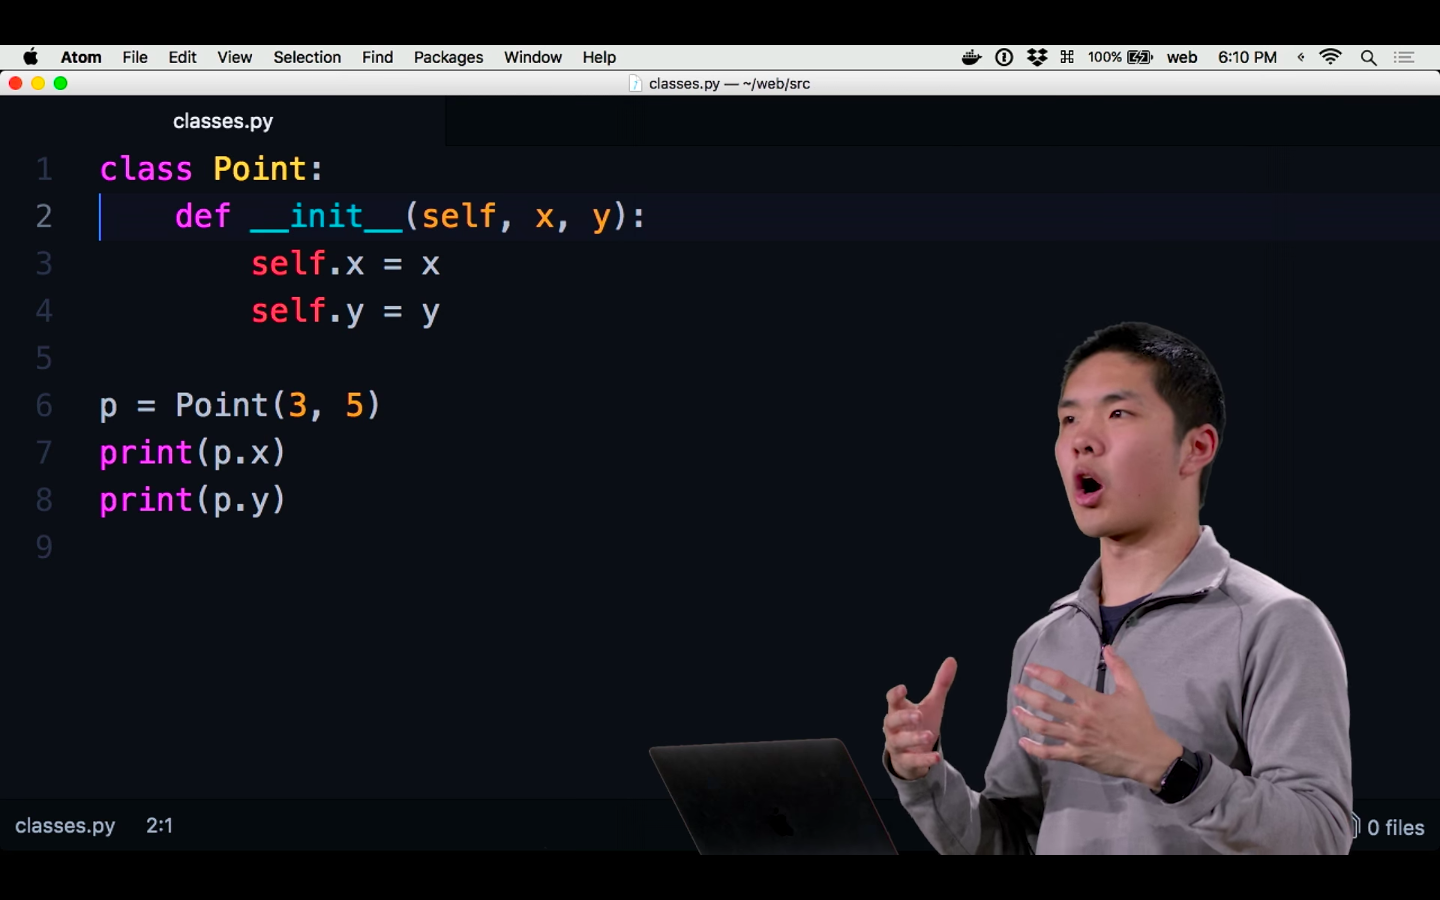 Atom File Edit View Selection Find Packages Window Help 100% web 6:10 PM
classes.py — ~/web/src
classes.py
1 class Point:
2     def __init__(self, x, y):
3         self.x = x
4         self.y = y
5
6 p = Point(3, 5)
7 print(p.x)
8 print(p.y)
9
classes.py 2:1 0 files